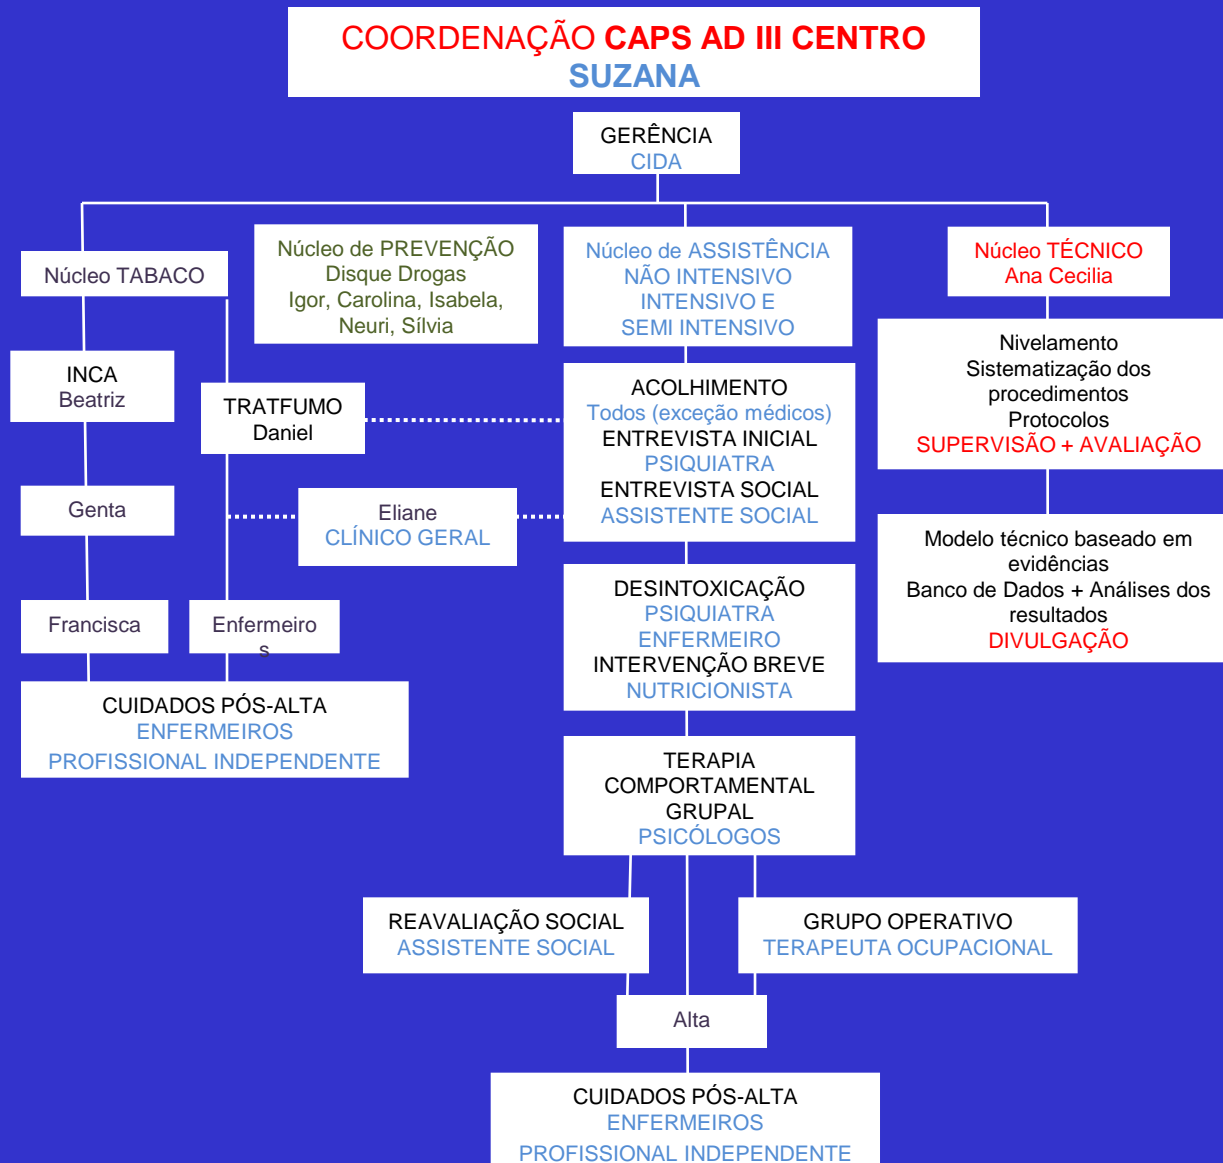 COORDENAÇÃO CAPS AD III CENTRO
SUZANA
GERÊNCIA
CIDA
Núcleo TABACO
Núcleo de PREVENÇÃO
Disque Drogas
Igor, Carolina, Isabela,
Neuri, Sílvia
Núcleo de ASSISTÊNCIA
NÃO INTENSIVO
INTENSIVO E
SEMI INTENSIVO
Núcleo TÉCNICO
Ana Cecilia
INCA
Beatriz
TRATFUMO
Daniel
ACOLHIMENTO
Todos (exceção médicos)
ENTREVISTA INICIAL
PSIQUIATRA
ENTREVISTA SOCIAL
ASSISTENTE SOCIAL
Nivelamento
Sistematização dos
procedimentos
Protocolos
SUPERVISÃO + AVALIAÇÃO
Genta
Eliane
CLÍNICO GERAL
Modelo técnico baseado em
evidências
Banco de Dados + Análises dos
resultados
DIVULGAÇÃO
Francisca
Enfermeiro
s
DESINTOXICAÇÃO
PSIQUIATRA
ENFERMEIRO
INTERVENÇÃO BREVE
NUTRICIONISTA
CUIDADOS PÓS-ALTA
ENFERMEIROS
PROFISSIONAL INDEPENDENTE
TERAPIA
COMPORTAMENTAL
GRUPAL
PSICÓLOGOS
REAVALIAÇÃO SOCIAL
ASSISTENTE SOCIAL
GRUPO OPERATIVO
TERAPEUTA OCUPACIONAL
Alta
CUIDADOS PÓS-ALTA
ENFERMEIROS
PROFISSIONAL INDEPENDENTE